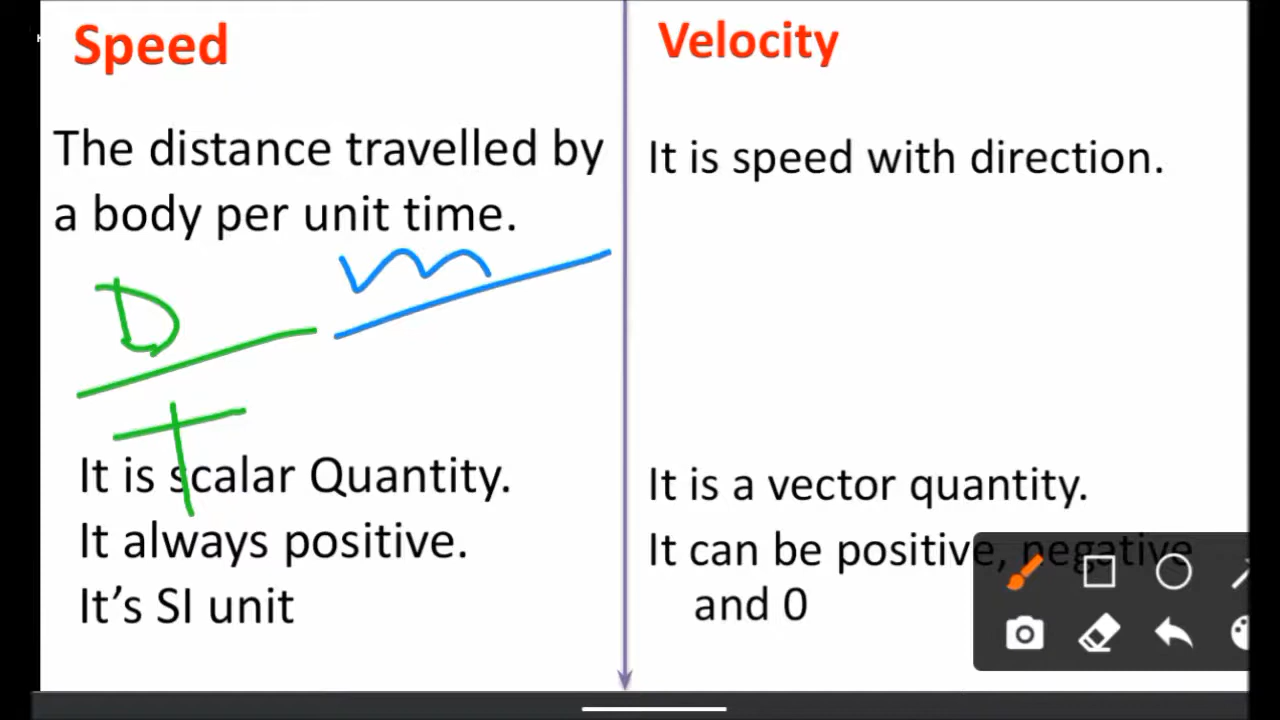 Speed
The distance travelled by
a body per unit time.
D
m
T
It is scalar Quantity.
It always positive.
It's SI unit
Velocity
It is speed with direction.
It is a vector quantity.
It can be positive, negative
and 0